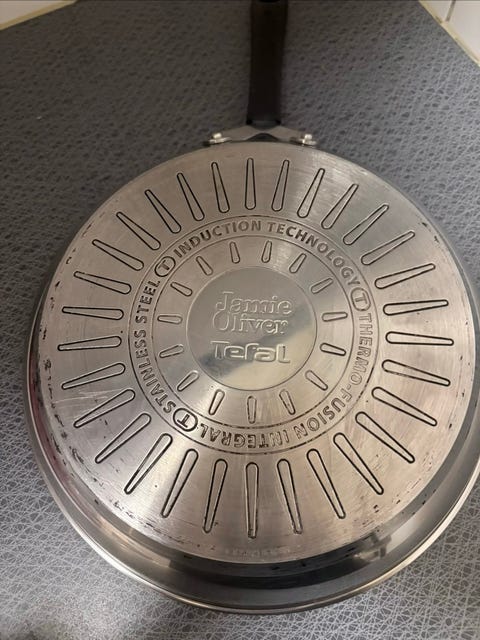 Jamie
Oliver
Tefal
INDUCTION TECHNOLOGY
THERMO-FUSION INTEGRAL
STAINLESS STEEL